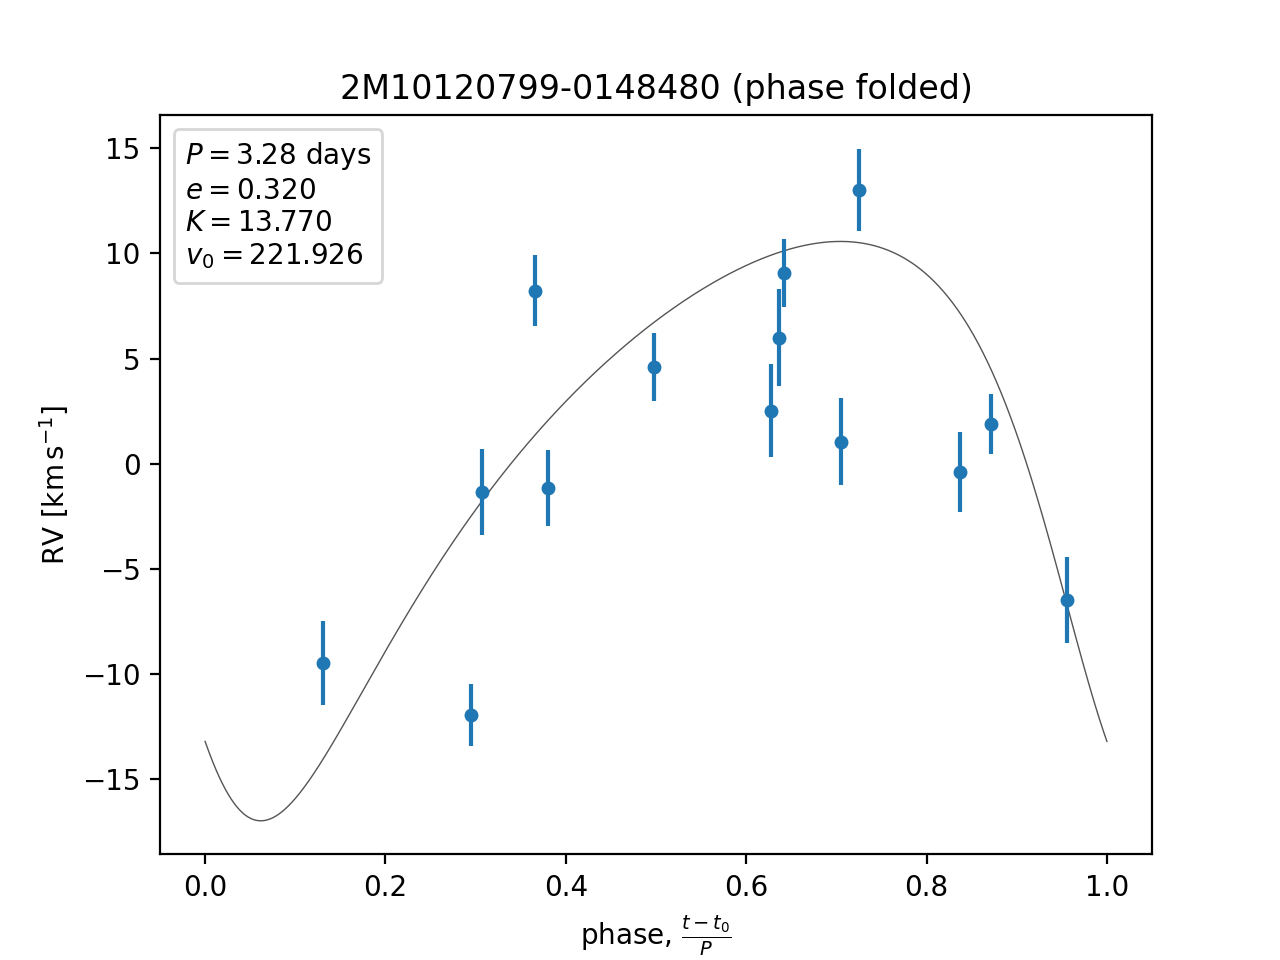 2M10120799-0148480 (phase folded)
P = 3.28 days
e = 0.320
K = 13.770
v₀ = 221.926
15
10
5
0
−5
−10
−15
RV [km s⁻¹]
0.0 0.2 0.4 0.6 0.8 1.0
phase, (t − t₀)/P